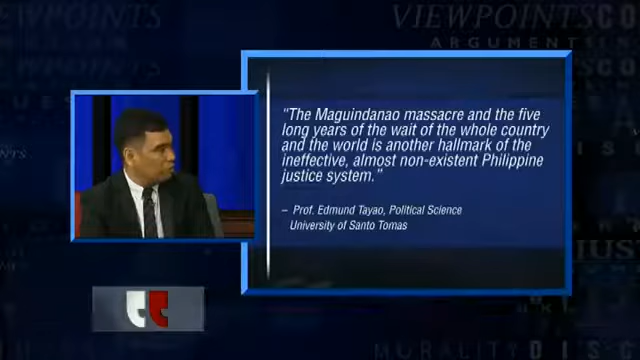 VIEWPOINTS
ARGUMENTS
"The Maguindanao massacre and the five
long years of the wait of the whole country
and the world is another hallmark of the
ineffective, almost non-existent Philippine
justice system."
– Prof. Edmund Tayao, Political Science
University of Santo Tomas